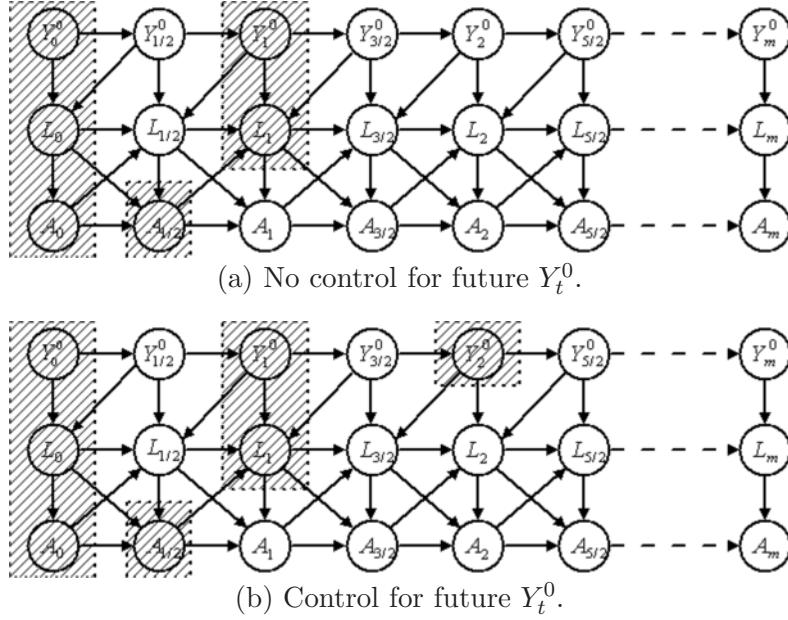 Y_0^0 Y_{1/2}^0 Y_1^0 Y_{3/2}^0 Y_2^0 Y_{5/2}^0 Y_m^0
L_0 L_{1/2} L_1 L_{3/2} L_2 L_{5/2} L_m
A_0 A_{1/2} A_1 A_{3/2} A_2 A_{5/2} A_m
(a) No control for future Y_t^0.
Y_0^0 Y_{1/2}^0 Y_1^0 Y_{3/2}^0 Y_2^0 Y_{5/2}^0 Y_m^0
L_0 L_{1/2} L_1 L_{3/2} L_2 L_{5/2} L_m
A_0 A_{1/2} A_1 A_{3/2} A_2 A_{5/2} A_m
(b) Control for future Y_t^0.